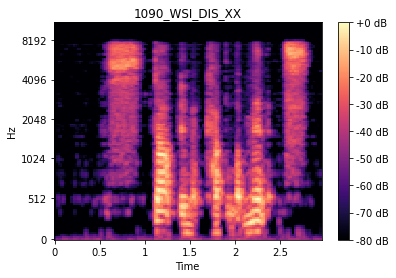 1090_WSI_DIS_XX
+0 dB
8192
-10 dB
4096
-20 dB
-30 dB
2048
Hz
-40 dB
1024
-50 dB
512
-60 dB
-70 dB
0
-80 dB
0 0.5 1 1.5 2 2.5
Time